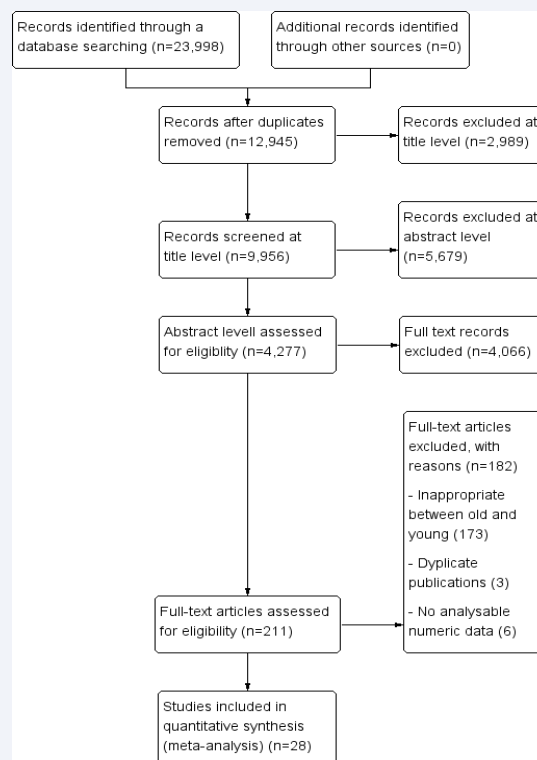 Records identified through a
database searching (n=23,998)
Additional records identified
through other sources (n=0)
Records after duplicates
removed (n=12,945)
Records excluded at
title level (n=2,989)
Records screened at
title level (n=9,956)
Records excluded at
abstract level
(n=5,679)
Abstract levell assessed
for eligiblity (n=4,277)
Full text records
excluded (n=4,066)
Full-text articles
excluded, with
reasons (n=182)
- Inappropriate
between old and
young (173)
- Dyplicate
publications (3)
- No analysable
numeric data (6)
Full-text articles assessed
for eligibility (n=211)
Studies included in
quantitative synthesis
(meta-analysis) (n=28)